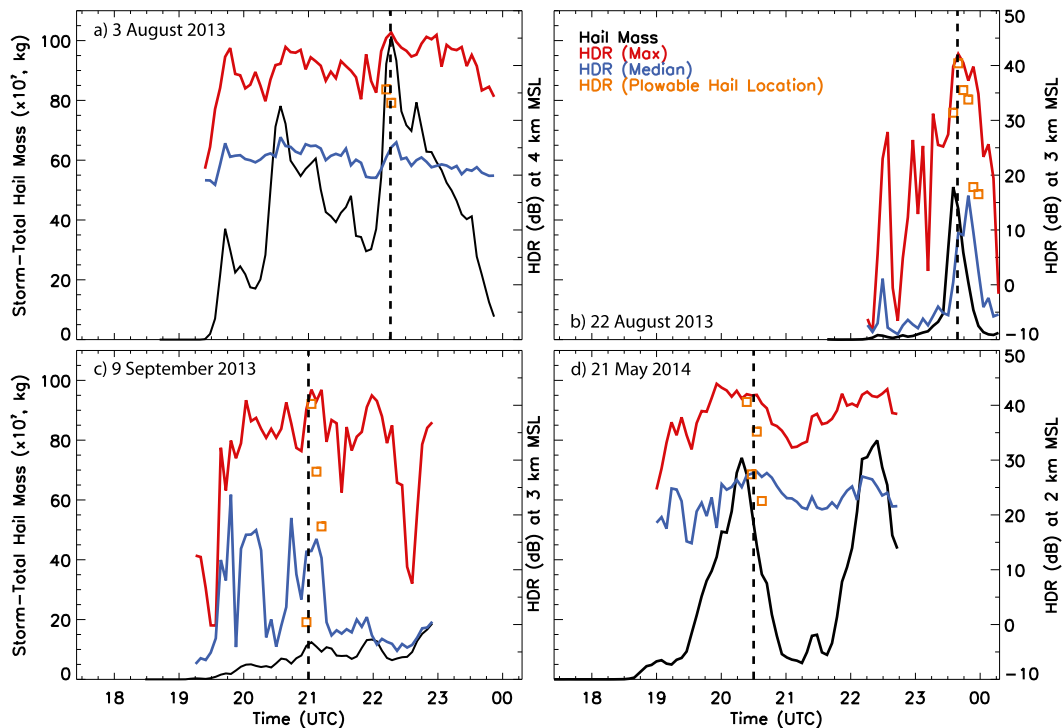 a) 3 August 2013
Hail Mass
HDR (Max)
HDR (Median)
HDR (Plowable Hail Location)
b) 22 August 2013
Storm-Total Hail Mass (x10⁷, kg)
100
80
60
40
20
0
HDR (dB) at 4 km MSL
50
40
30
20
10
0
-10
HDR (dB) at 3 km MSL
c) 9 September 2013
d) 21 May 2014
Storm-Total Hail Mass (x10⁷, kg)
100
80
60
40
20
0
HDR (dB) at 3 km MSL
50
40
30
20
10
0
-10
HDR (dB) at 2 km MSL
18 19 20 21 22 23 00
19 20 21 22 23 00
Time (UTC)
Time (UTC)